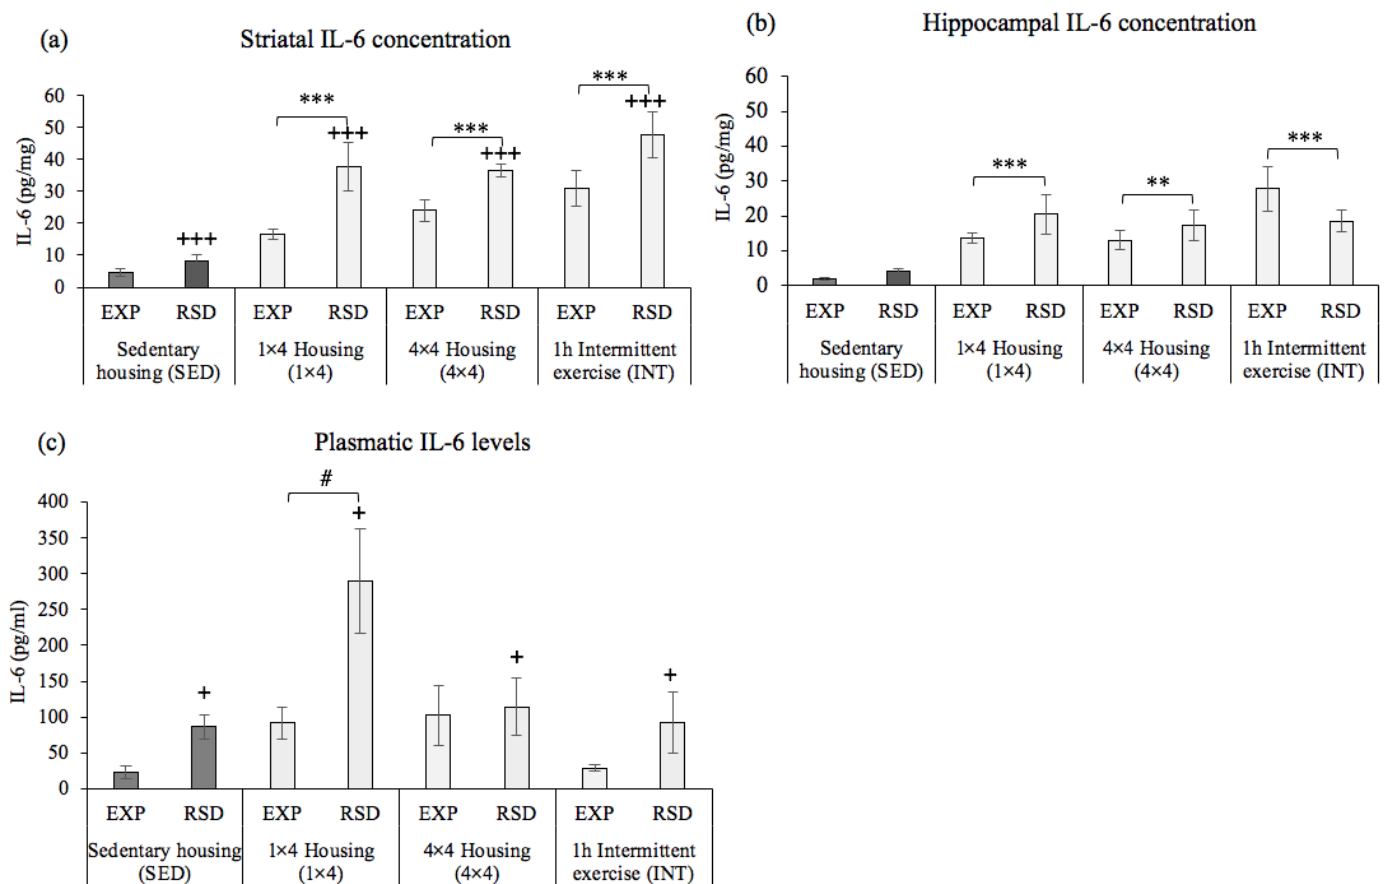 (a) Striatal IL-6 concentration
IL-6 (pg/mg)
60
50
40
30
20
10
0
+++
***
+++
***
+++
***
+++
EXP RSD EXP RSD EXP RSD EXP RSD
Sedentary housing (SED)
1×4 Housing (1×4)
4×4 Housing (4×4)
1h Intermittent exercise (INT)
(b) Hippocampal IL-6 concentration
IL-6 (pg/mg)
60
50
40
30
20
10
0
***
**
***
EXP RSD EXP RSD EXP RSD EXP RSD
Sedentary housing (SED)
1×4 Housing (1×4)
4×4 Housing (4×4)
1h Intermittent exercise (INT)
(c) Plasmatic IL-6 levels
IL-6 (pg/ml)
400
350
300
250
200
150
100
50
0
+
#
+
+
+
EXP RSD EXP RSD EXP RSD EXP RSD
Sedentary housing (SED)
1×4 Housing (1×4)
4×4 Housing (4×4)
1h Intermittent exercise (INT)